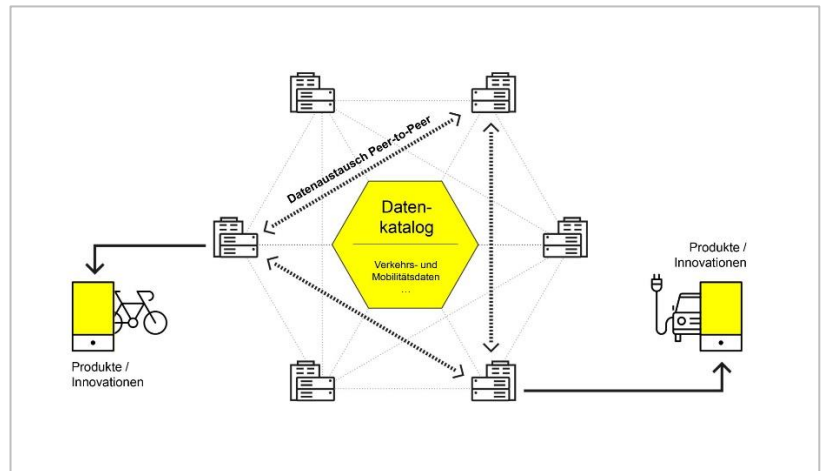 Datenaustausch Peer-to-Peer
Daten-
katalog
Verkehrs- und
Mobilitätsdaten
...
Produkte /
Innovationen
Produkte /
Innovationen